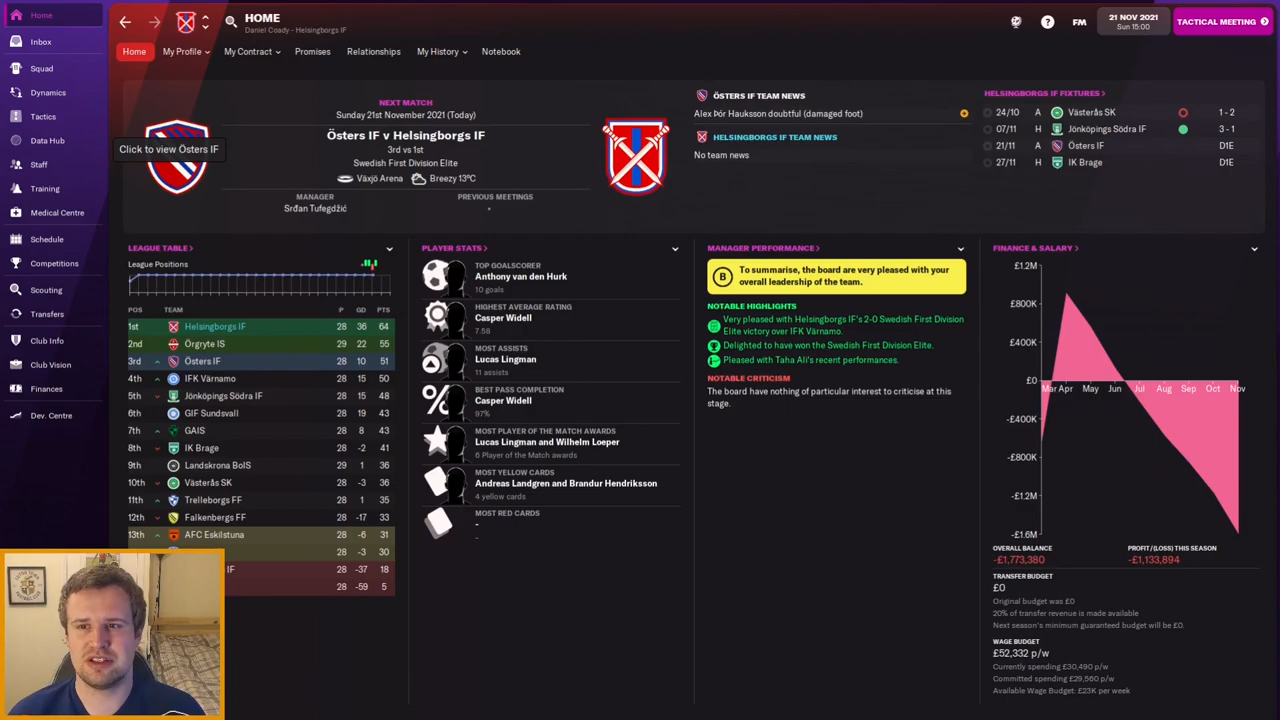 Home
Inbox
Squad
Dynamics
Tactics
Data Hub
Staff
Training
Medical Centre
Schedule
Competitions
Scouting
Transfers
Club Info
Club Vision
Finances
Dev. Centre
HOME
Daniel Coady - Helsingborgs IF
?
FM
21 NOV 2021
Sun 15:00
TACTICAL MEETING
Home
My Profile
My Contract
Promises
Relationships
My History
Notebook
Click to view Östers IF
NEXT MATCH
Sunday 21st November 2021 (Today)
Östers IF v Helsingborgs IF
3rd vs 1st
Swedish First Division Elite
Växjö Arena Breezy 13°C
MANAGER PREVIOUS MEETINGS
Srđan Tufegdžić -
ÖSTERS IF TEAM NEWS
Alex Þór Hauksson doubtful (damaged foot)
HELSINGBORGS IF TEAM NEWS
No team news
HELSINGBORGS IF FIXTURES >
24/10 A Västerås SK 1 - 2
07/11 H Jönköpings Södra IF 3 - 1
21/11 A Östers IF D1E
27/11 H IK Brage D1E
LEAGUE TABLE >
League Positions
POS TEAM P GD PTS
1st Helsingborgs IF 28 36 64
2nd Örgryte IS 29 22 55
3rd Östers IF 28 10 51
4th IFK Värnamo 28 15 50
5th Jönköpings Södra IF 28 15 48
6th GIF Sundsvall 28 14 43
7th GAIS 28 8 43
8th IK Brage 28 -2 41
9th Landskrona BoIS 29 1 36
10th Västerås SK 28 -3 36
11th Trelleborgs FF 28 1 35
12th Falkenbergs FF 28 -17 33
13th AFC Eskilstuna 28 -6 31
28 -3 30
IF 28 -37 18
28 -59 5
PLAYER STATS >
TOP GOALSCORER
Anthony van den Hurk
10 goals
HIGHEST AVERAGE RATING
Casper Widell
7.58
MOST ASSISTS
Lucas Lingman
11 assists
BEST PASS COMPLETION
Casper Widell
97%
MOST PLAYER OF THE MATCH AWARDS
Lucas Lingman and Wilhelm Loeper
6 Player of the Match awards
MOST YELLOW CARDS
Andreas Landgren and Brandur Hendriksson
4 yellow cards
MOST RED CARDS
-
-
MANAGER PERFORMANCE >
B
To summarise, the board are very pleased with your
overall leadership of the team.
NOTABLE HIGHLIGHTS
Very pleased with Helsingborgs IF's 2-0 Swedish First Division
Elite victory over IFK Värnamo.
Delighted to have won the Swedish First Division Elite.
Pleased with Taha Ali's recent performances.
NOTABLE CRITICISM
The board have nothing of particular interest to criticise at this
stage.
FINANCE & SALARY >
£1.2M
£800K
£400K
£0
-£400K
-£800K
-£1.2M
-£1.6M
Mar Apr May Jun Jul Aug Sep Oct Nov
OVERALL BALANCE PROFIT/(LOSS) THIS SEASON
-£1,773,380 -£1,133,894
TRANSFER BUDGET
£0
Original budget was £0
20% of transfer revenue is made available
Next season's minimum guaranteed budget will be £0.
WAGE BUDGET
£52,332 p/w
Currently spending £30,490 p/w
Committed spending £29,560 p/w
Available Wage Budget: £23K per week